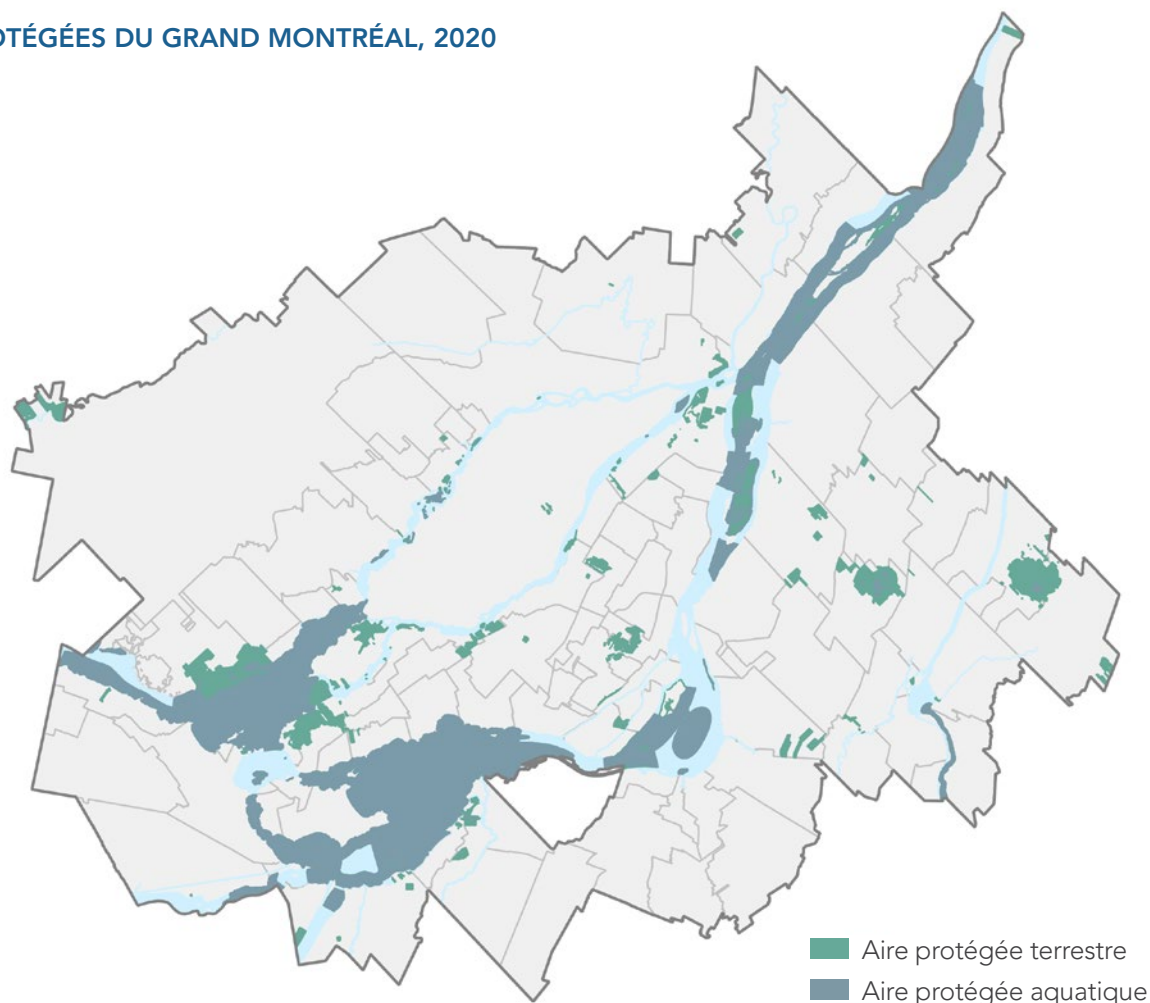 OTÉGÉES DU GRAND MONTRÉAL, 2020
Aire protégée terrestre
Aire protégée aquatique